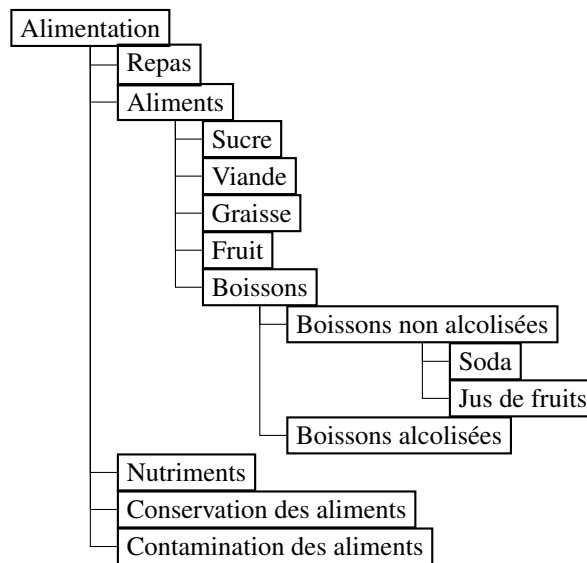 Alimentation
Repas
Aliments
Sucre
Viande
Graisse
Fruit
Boissons
Boissons non alcolisées
Soda
Jus de fruits
Boissons alcolisées
Nutriments
Conservation des aliments
Contamination des aliments